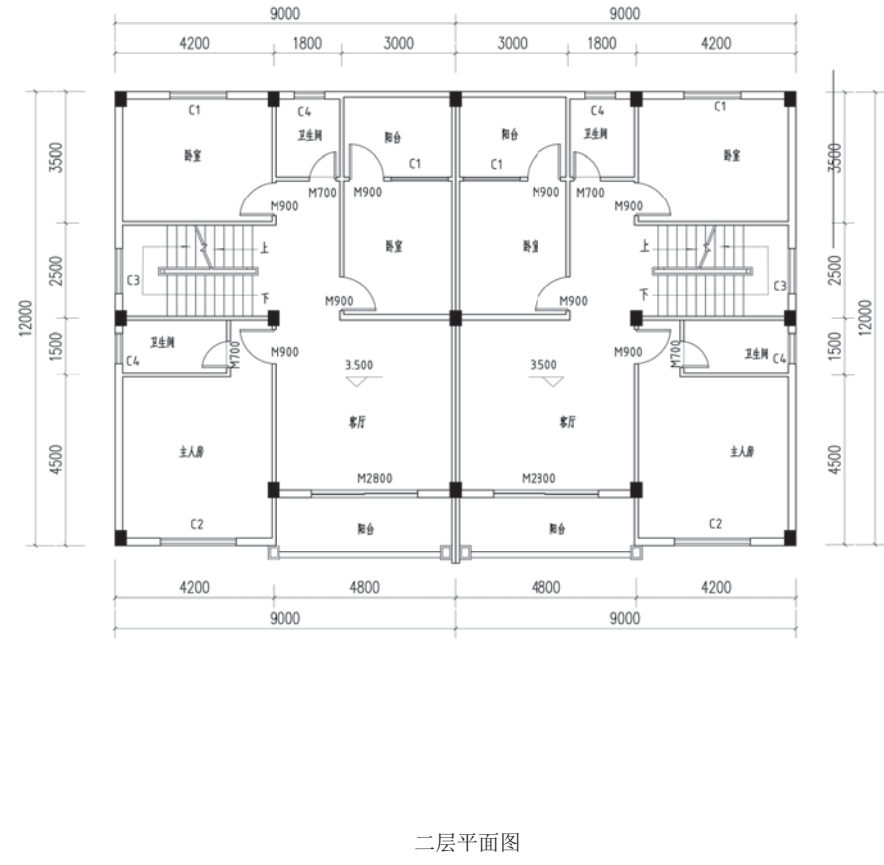 9000 9000
4200 1800 3000 3000 1800 4200
C1 C4 C4 C1
卫生间 阳台 阳台 卫生间
卧室 C1 C1 卧室
3500 3500
M700 M900 M900 M700
M900 M900
上 卧室 卧室 上
2500 2500
C3 C3
下 下
M900 M900
12000 12000
卫生间 M700 M900 M900 M700 卫生间
1500 1500
C4 C4
3.500 3.500
客厅 客厅
主人房 主人房
4500 4500
M2800 M2300
C2 阳台 阳台 C2
4200 4800 4800 4200
9000 9000
二层平面图